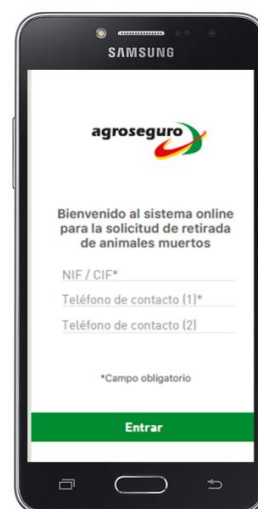 SAMSUNG
agroseguro
Bienvenido al sistema online
para la solicitud de retirada
de animales muertos
NIF / CIF*
Teléfono de contacto (1)*
Teléfono de contacto (2)
*Campo obligatorio
Entrar